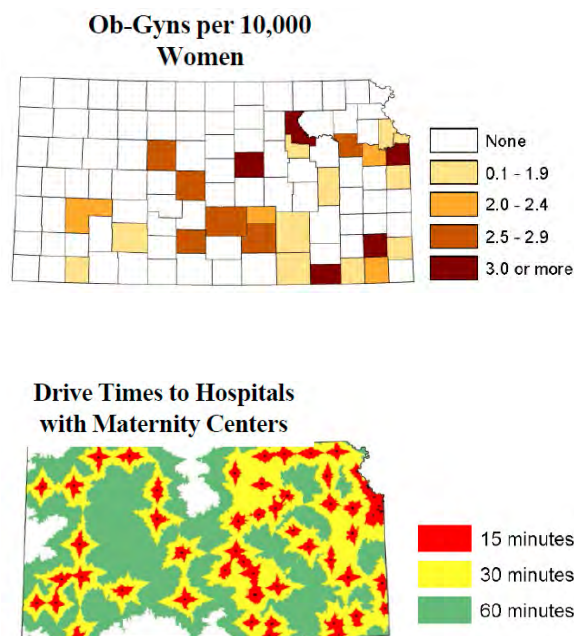 Ob-Gyns per 10,000
Women
None
0.1 - 1.9
2.0 - 2.4
2.5 - 2.9
3.0 or more
Drive Times to Hospitals
with Maternity Centers
15 minutes
30 minutes
60 minutes